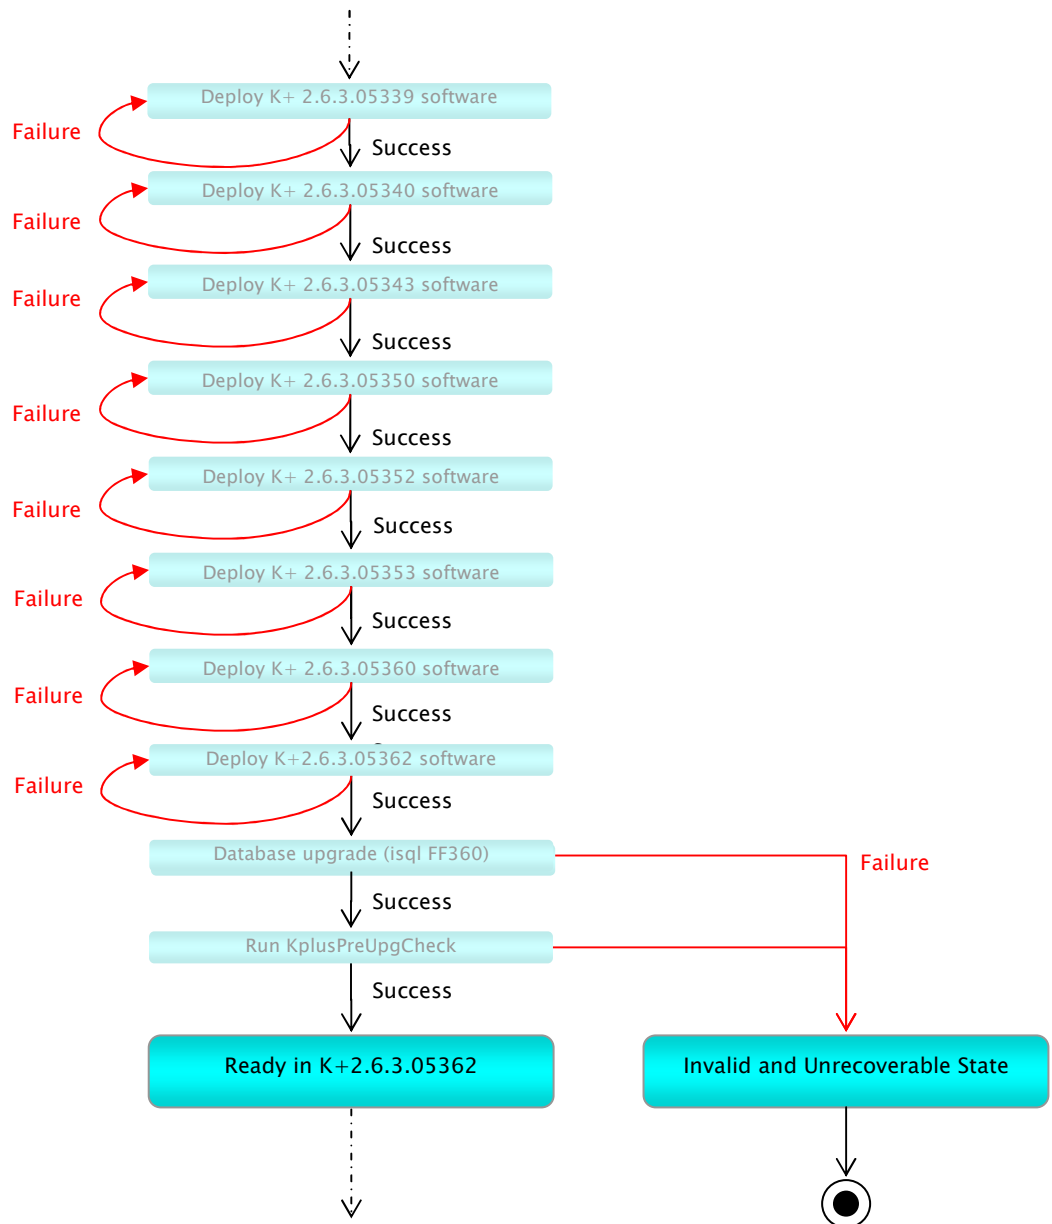 Deploy K+ 2.6.3.05339 software
Failure
Success
Deploy K+ 2.6.3.05340 software
Failure
Success
Deploy K+ 2.6.3.05343 software
Failure
Success
Deploy K+ 2.6.3.05350 software
Failure
Success
Deploy K+ 2.6.3.05352 software
Failure
Success
Deploy K+ 2.6.3.05353 software
Failure
Success
Deploy K+ 2.6.3.05360 software
Failure
Success
Deploy K+2.6.3.05362 software
Failure
Success
Database upgrade (isql FF360)
Failure
Success
Run KplusPreUpgCheck
Success
Ready in K+2.6.3.05362
Invalid and Unrecoverable State